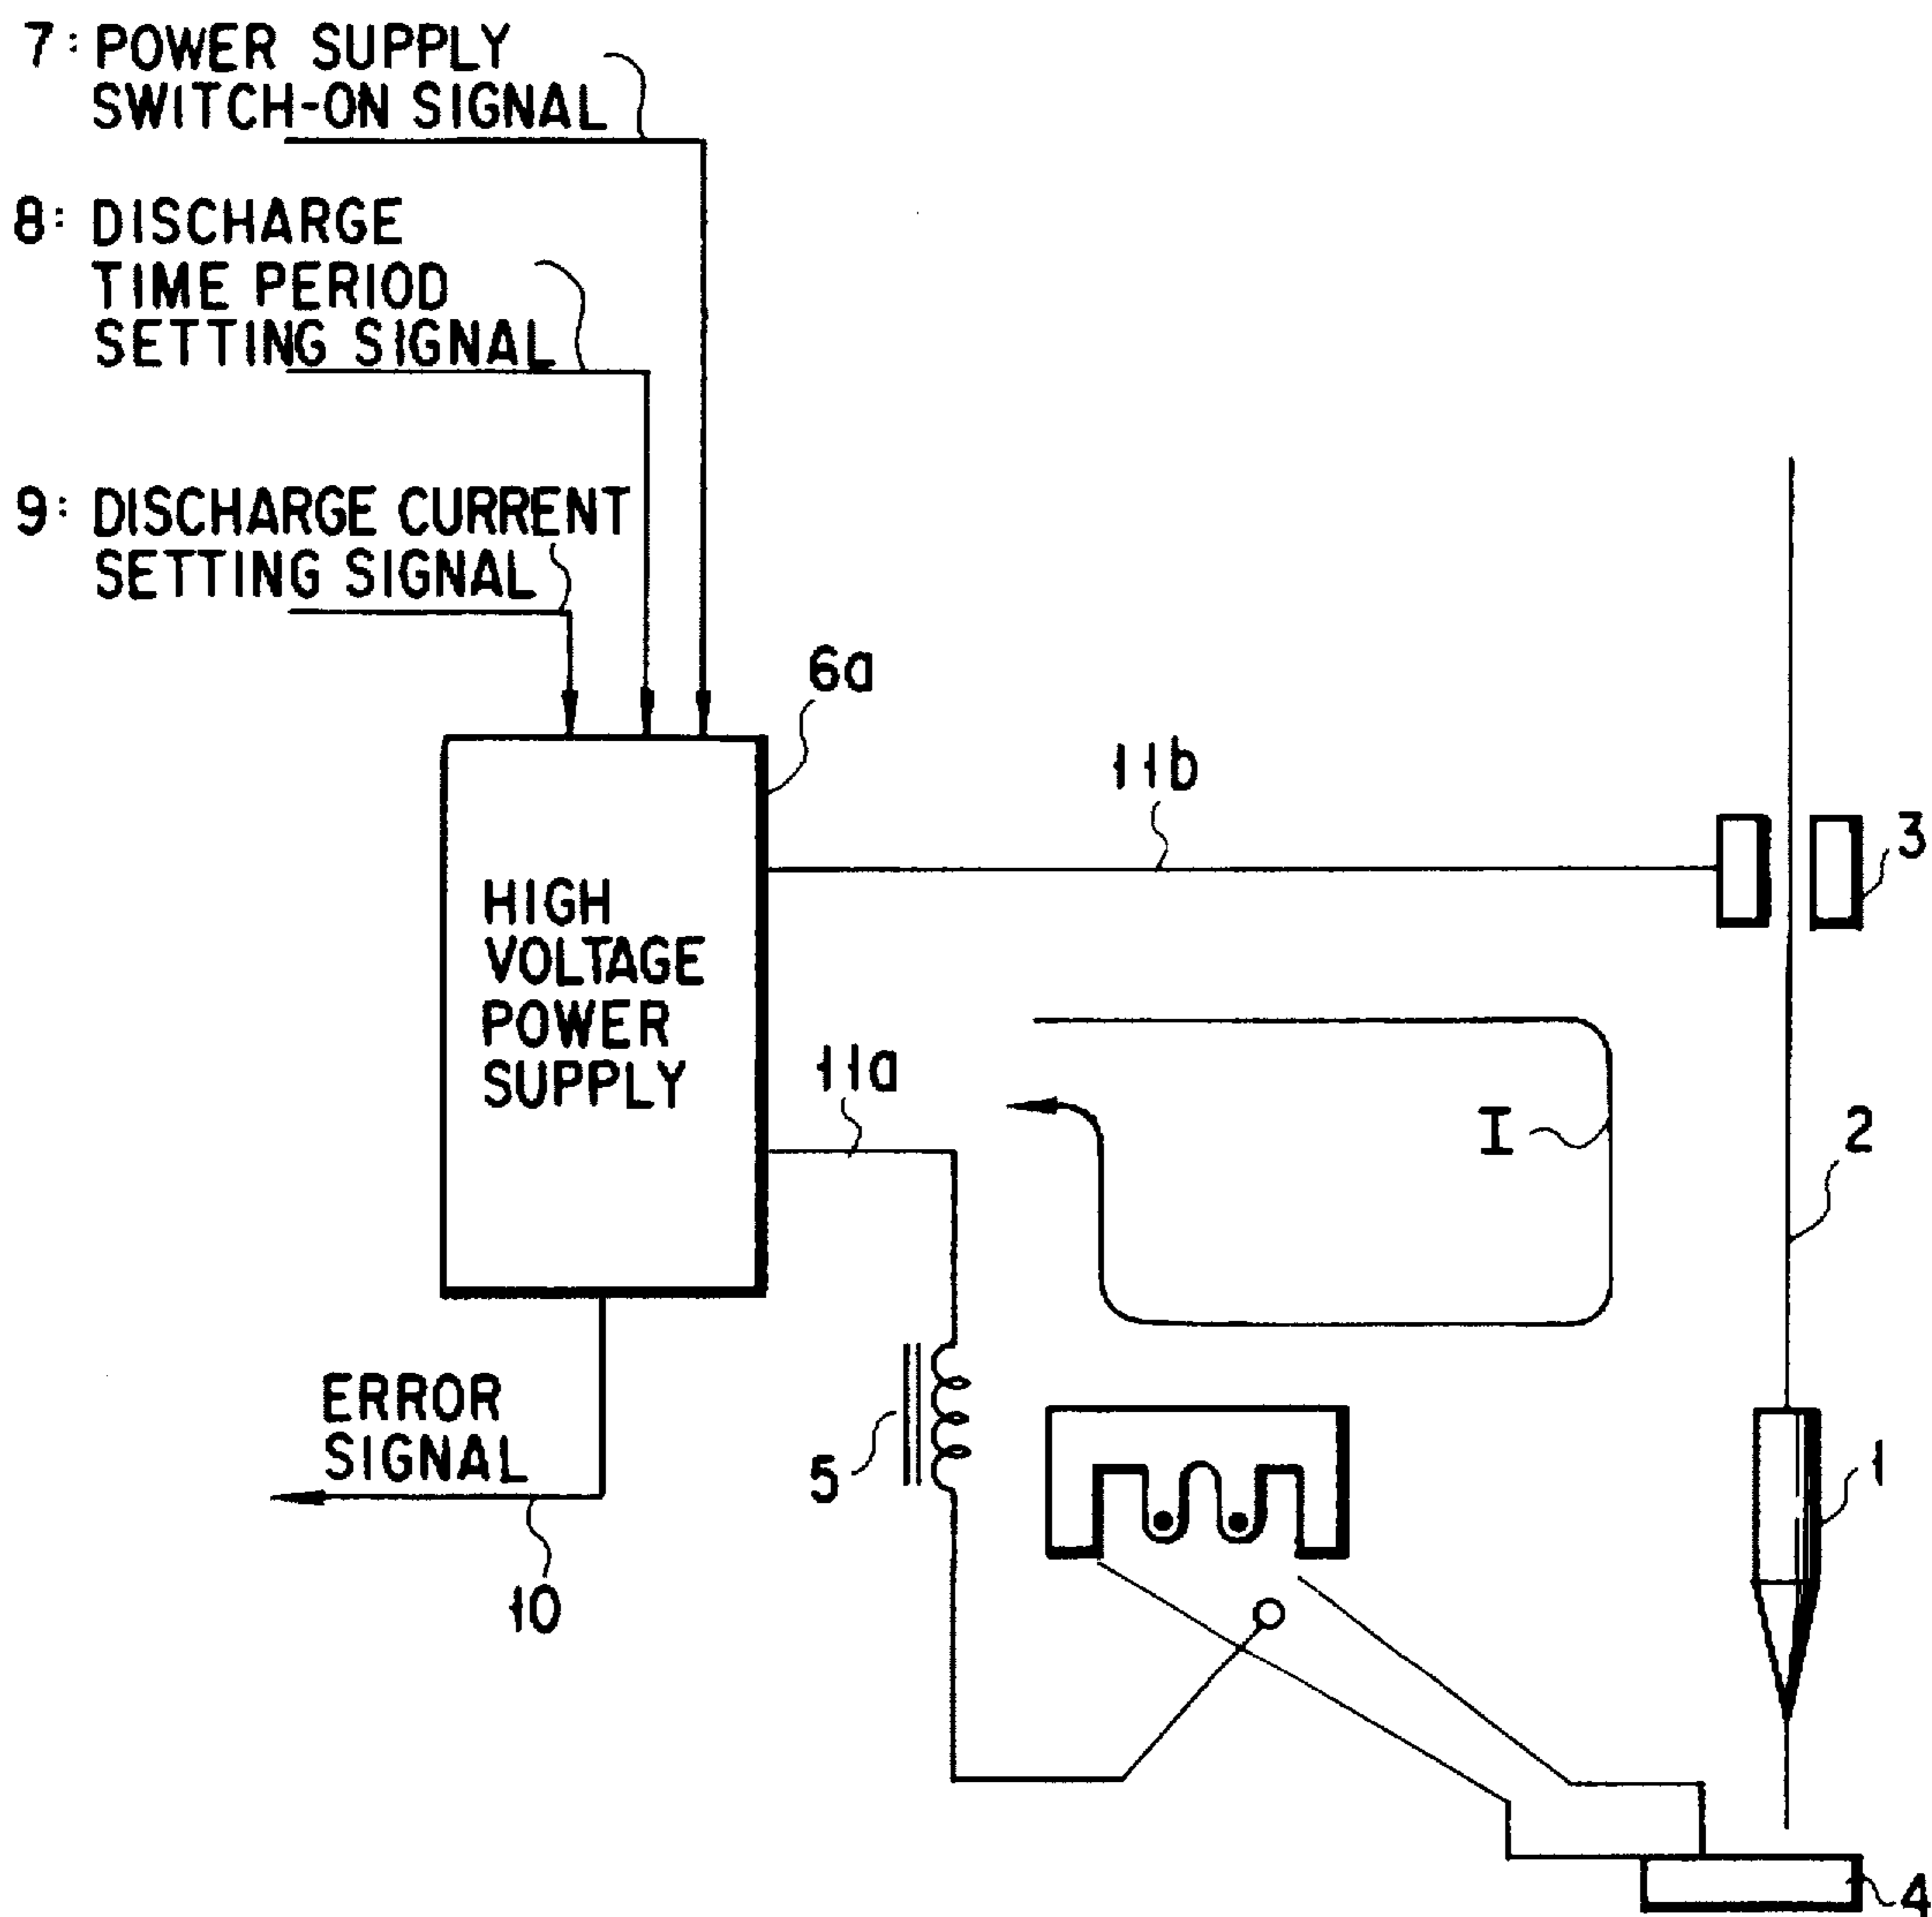 7: POWER SUPPLY
SWITCH-ON SIGNAL
8: DISCHARGE
TIME PERIOD
SETTING SIGNAL
9: DISCHARGE CURRENT
SETTING SIGNAL
6a
11b
3
HIGH
VOLTAGE
POWER
SUPPLY
11a
I
2
ERROR
SIGNAL
5
1
10
4